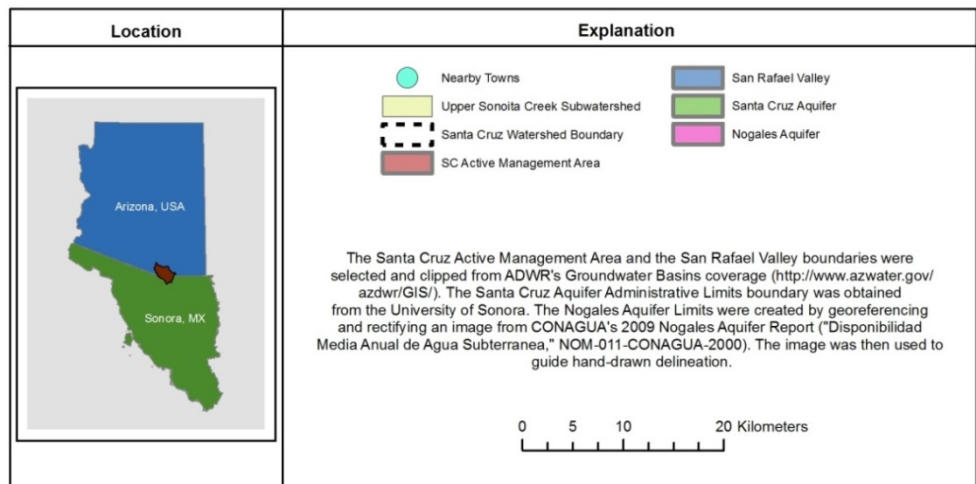 Location
Explanation
Arizona, USA
Sonora, MX
Nearby Towns
Upper Sonoita Creek Subwatershed
Santa Cruz Watershed Boundary
SC Active Management Area
San Rafael Valley
Santa Cruz Aquifer
Nogales Aquifer
The Santa Cruz Active Management Area and the San Rafael Valley boundaries were
selected and clipped from ADWR's Groundwater Basins coverage (http://www.azwater.gov/
azdwr/GIS/). The Santa Cruz Aquifer Administrative Limits boundary was obtained
from the University of Sonora. The Nogales Aquifer Limits were created by georeferencing
and rectifying an image from CONAGUA's 2009 Nogales Aquifer Report ("Disponibilidad
Media Anual de Agua Subterranea," NOM-011-CONAGUA-2000). The image was then used to
guide hand-drawn delineation.
0 5 10 20 Kilometers